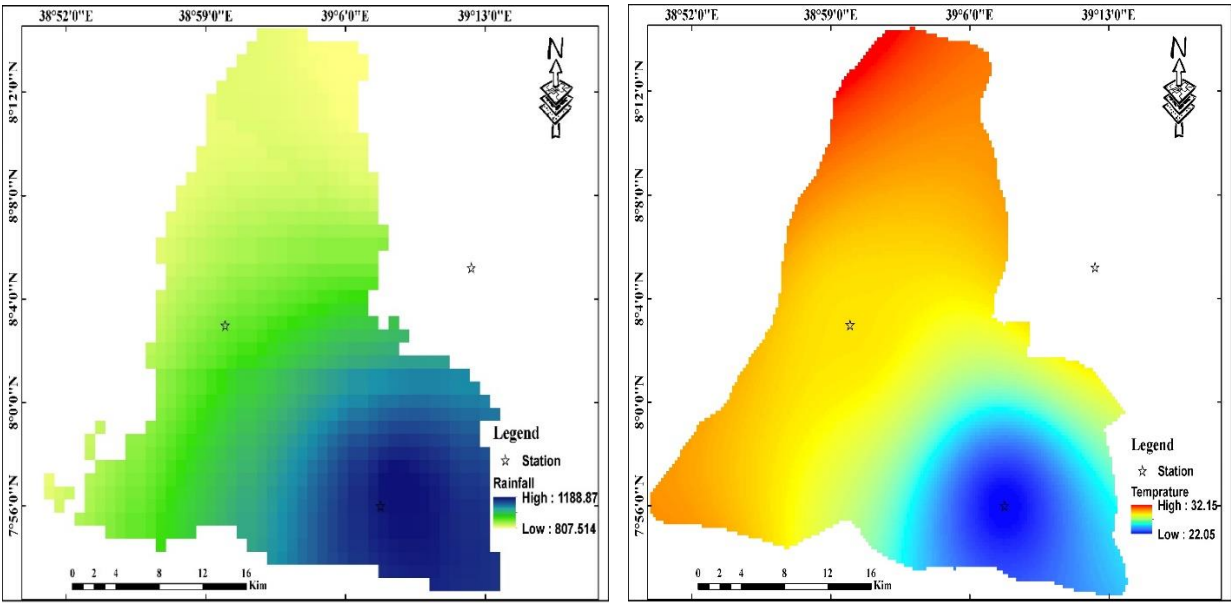 38°52'0"E 38°59'0"E 39°6'0"E 39°13'0"E
N
8°12'0"N
8°8'0"N
8°4'0"N
8°0'0"N
7°56'0"N
Legend
Station
Rainfall
High : 1188.87
Low : 807.514
0 2 4 8 12 16
Kim
38°52'0"E 38°59'0"E 39°6'0"E 39°13'0"E
N
8°12'0"N
8°8'0"N
8°4'0"N
8°0'0"N
7°56'0"N
Legend
Station
Temprature
High : 32.15
Low : 22.05
0 2 4 8 12 16
Kim